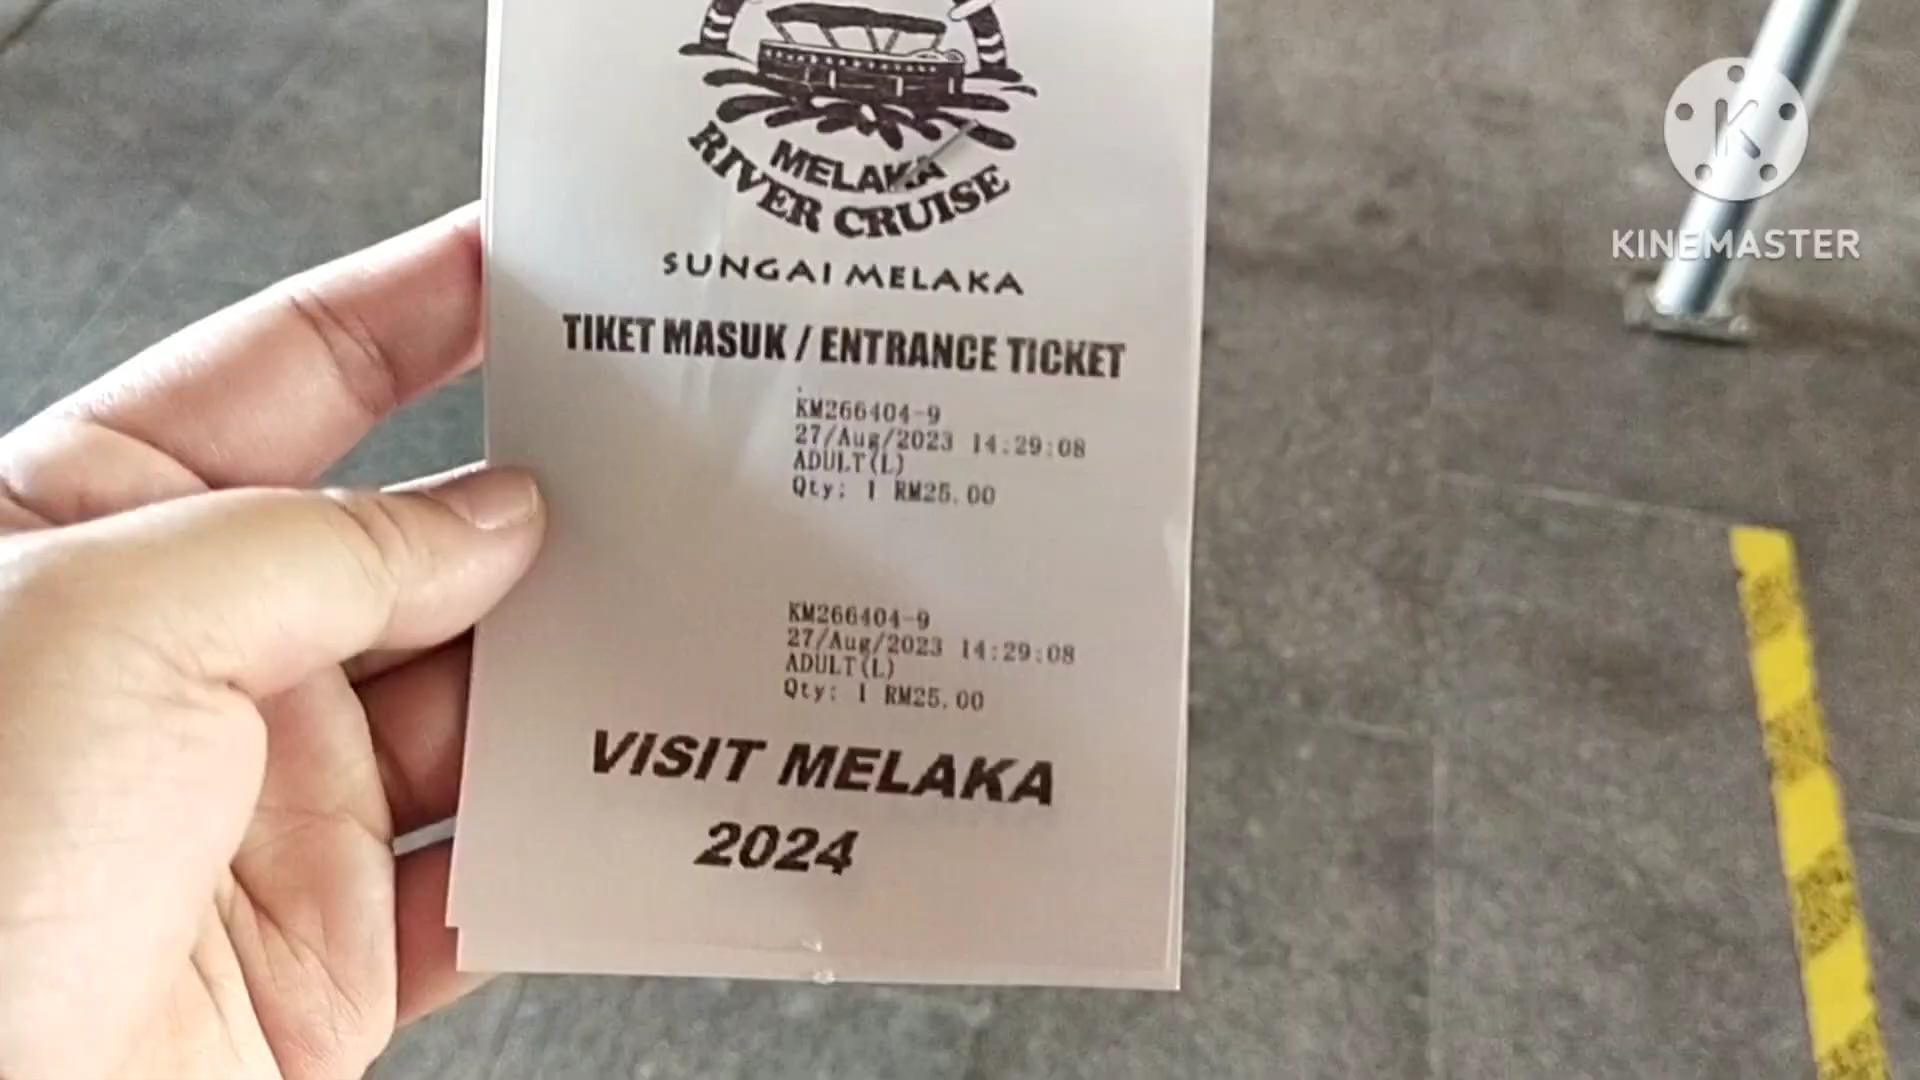 MELAKA
RIVER CRUISE
SUNGAI MELAKA
TIKET MASUK / ENTRANCE TICKET
KM266404-9
27/Aug/2023 14:29:08
ADULT(L)
Qty: 1 RM25.00
KM266404-9
27/Aug/2023 14:29:08
ADULT(L)
Qty: 1 RM25.00
VISIT MELAKA
2024
K
KINEMASTER